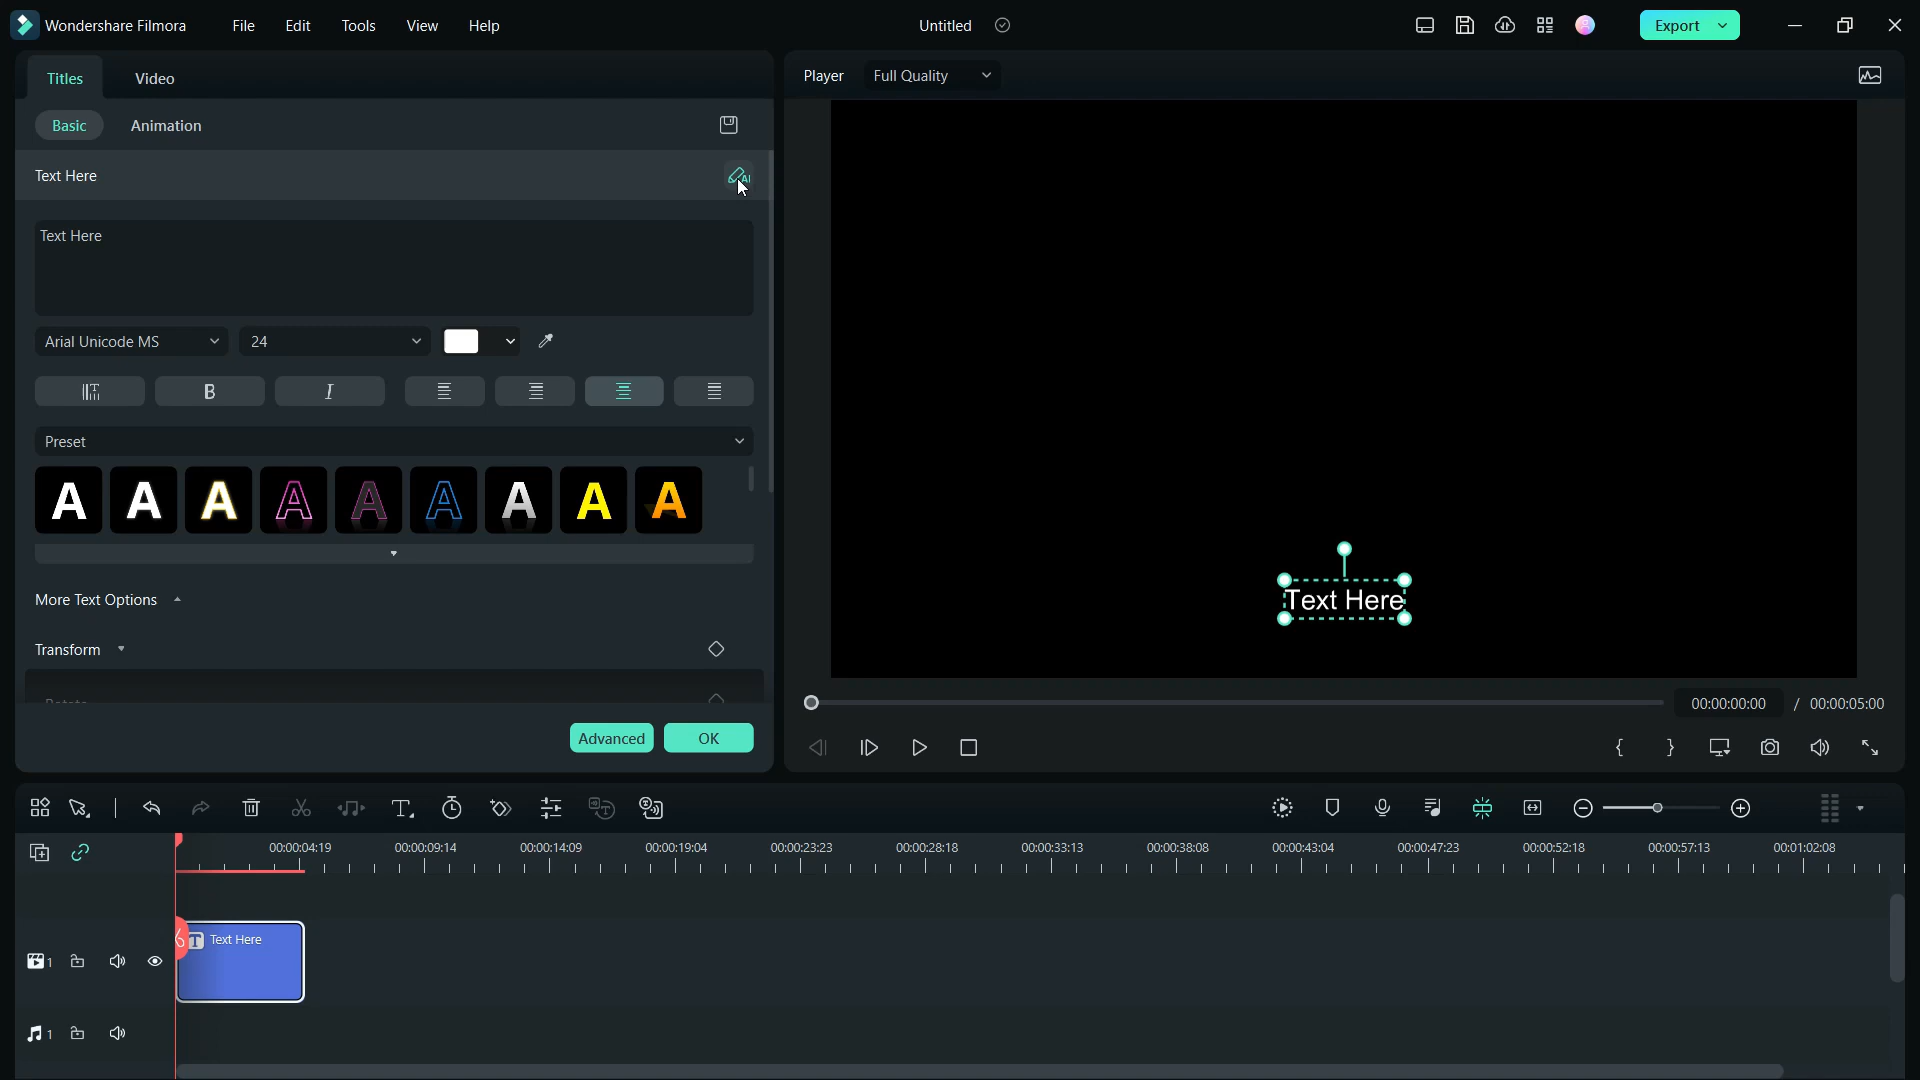 Wondershare Filmora File Edit Tools View Help Untitled Export
Titles Video
Player Full Quality
Basic Animation
Text Here
AI
Text Here
Arial Unicode MS 24
B I
Preset
A A A A A A A A A
More Text Options
Transform
Rotate
Advanced OK
Text Here
00:00:00:00 / 00:00:05:00
{ }
00:00:04:19 00:00:09:14 00:00:14:09 00:00:19:04 00:00:23:23 00:00:28:18 00:00:33:13 00:00:38:08 00:00:43:04 00:00:47:23 00:00:52:18 00:00:57:13 00:01:02:08
T Text Here
1
1